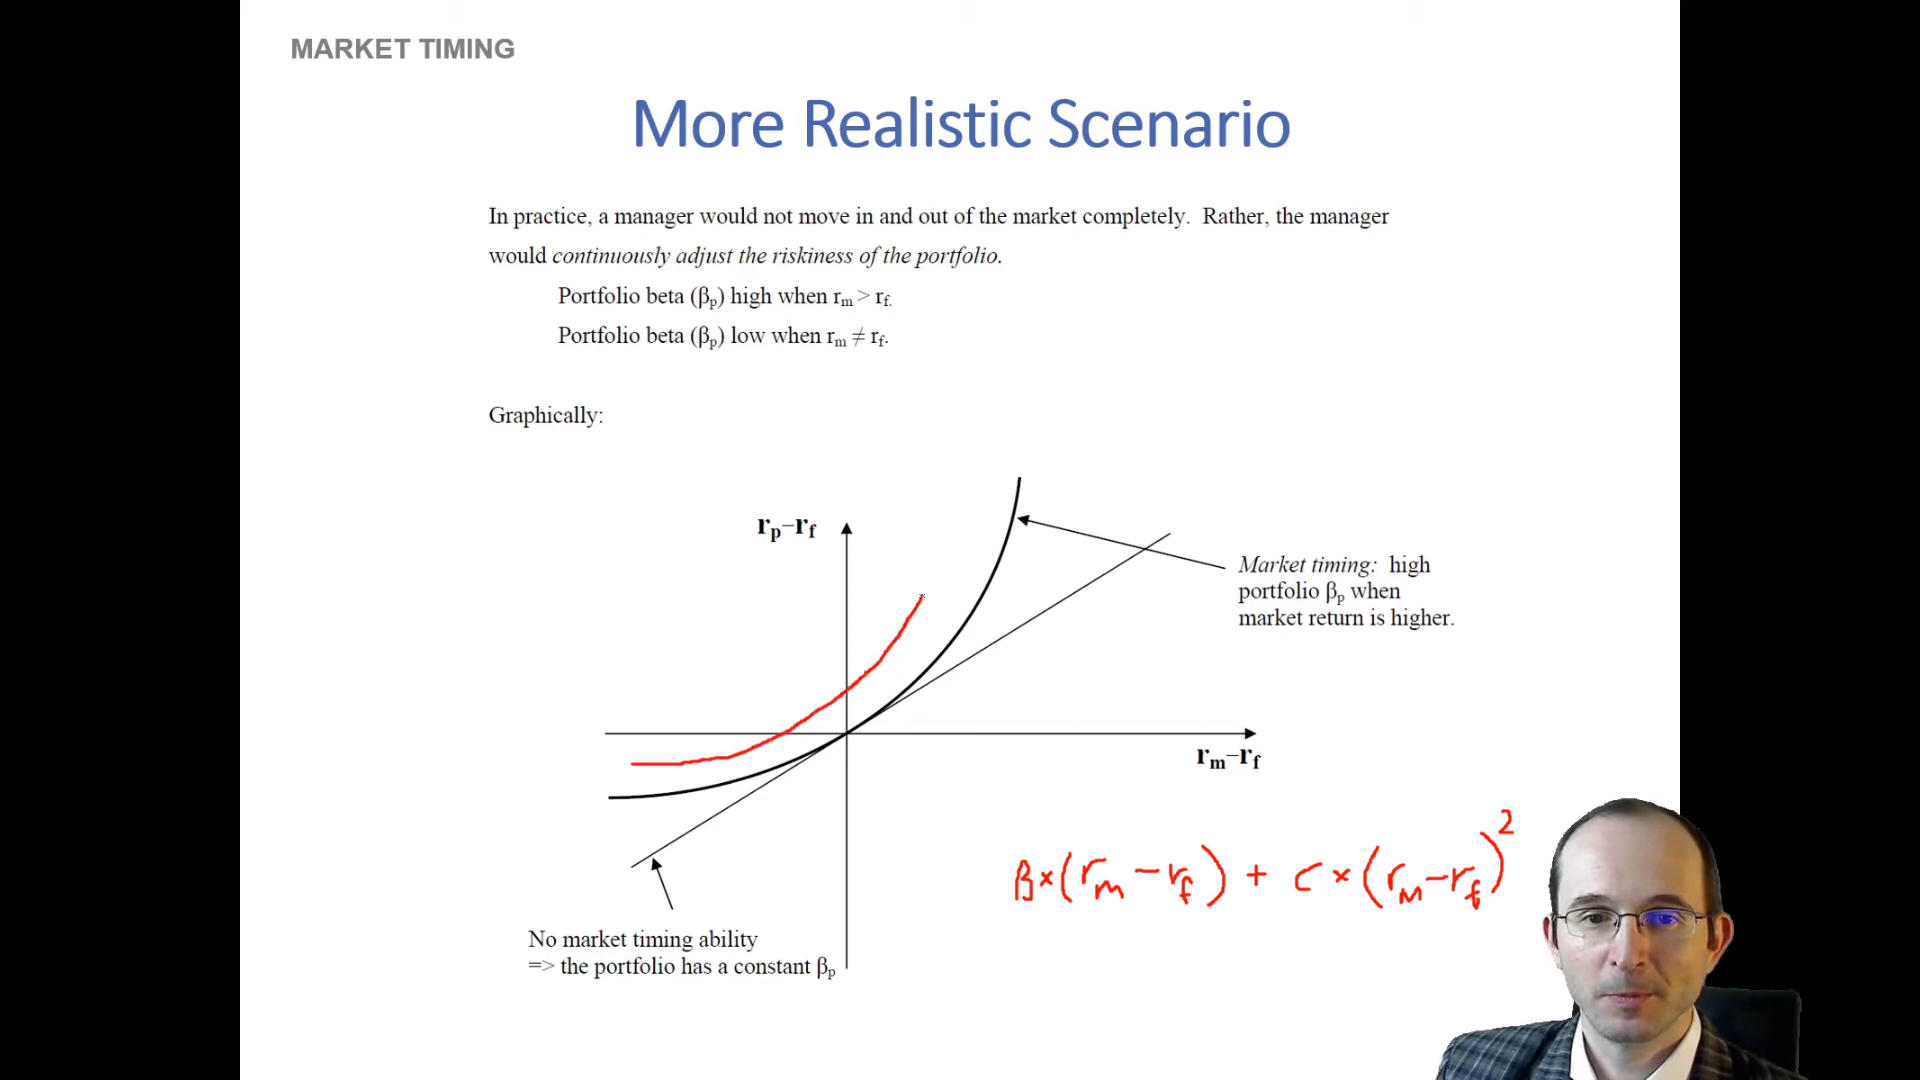 MARKET TIMING
More Realistic Scenario
In practice, a manager would not move in and out of the market completely. Rather, the manager
would continuously adjust the riskiness of the portfolio.
Portfolio beta (βp) high when rm > rf.
Portfolio beta (βp) low when rm ≠ rf.
Graphically:
rp–rf
Market timing: high
portfolio βp when
market return is higher.
rm–rf
B×(rm – rf) + C×(rm–rf)²
No market timing ability
=> the portfolio has a constant βp